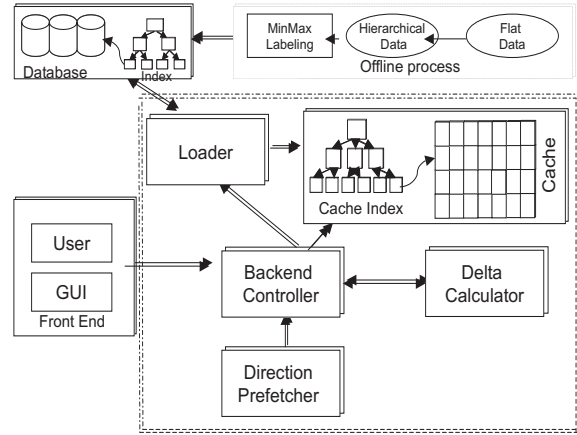 MinMax
Labeling
Hierarchical
Data
Flat
Data
Offline process
Database
Index
Loader
Cache Index
Cache
User
GUI
Front End
Backend
Controller
Delta
Calculator
Direction
Prefetcher